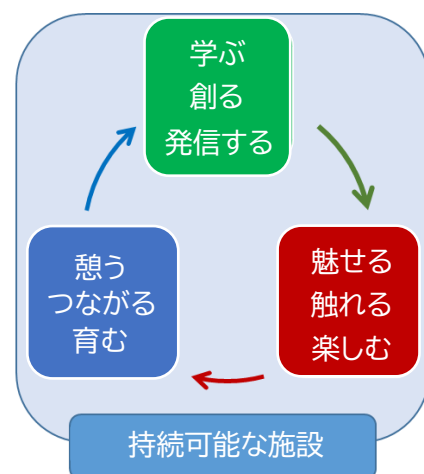 学ぶ
創る
発信する
魅せる
触れる
楽しむ
憩う
つながる
育む
持続可能な施設